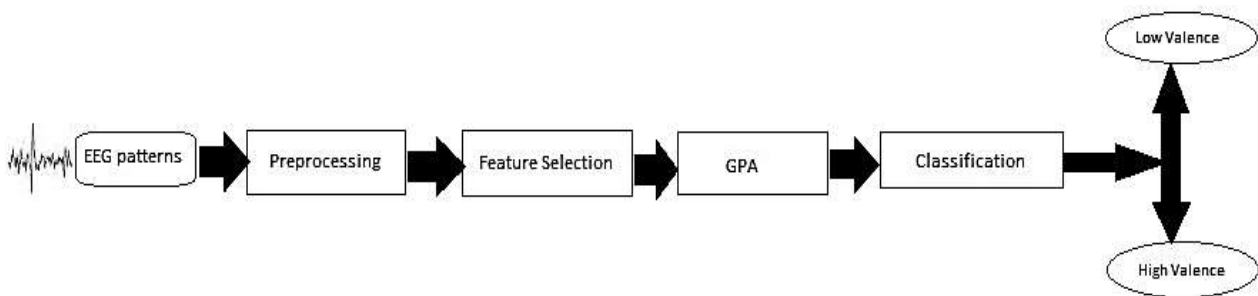 EEG patterns
Preprocessing
Feature Selection
GPA
Classification
Low Valence
High Valence